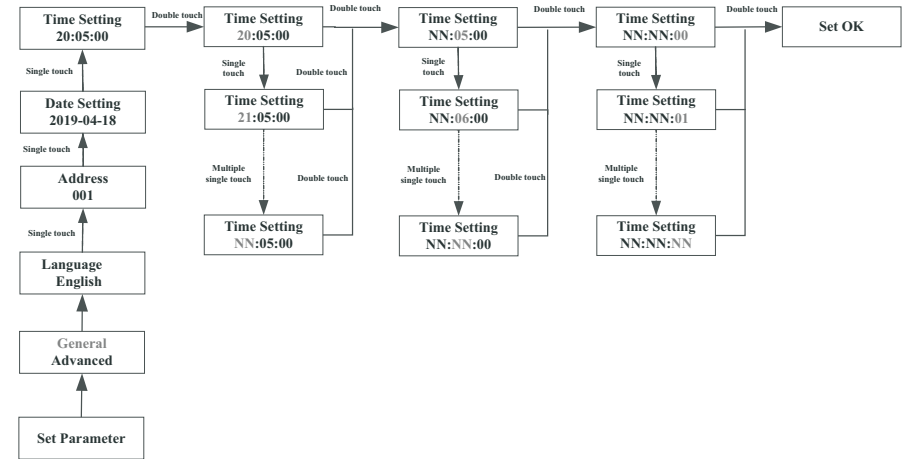 Time Setting
20:05:00
Double touch
Time Setting
20:05:00
Double touch
Time Setting
NN:05:00
Double touch
Time Setting
NN:NN:00
Double touch
Set OK
Single touch
Single
touch
Double touch
Single
touch
Single
touch
Date Setting
2019-04-18
Time Setting
21:05:00
Time Setting
NN:06:00
Time Setting
NN:NN:01
Single touch
Address
001
Multiple
single touch
Double touch
Multiple
single touch
Double touch
Multiple
single touch
Single touch
Time Setting
NN:05:00
Time Setting
NN:NN:00
Time Setting
NN:NN:NN
Language
English
General
Advanced
Set Parameter